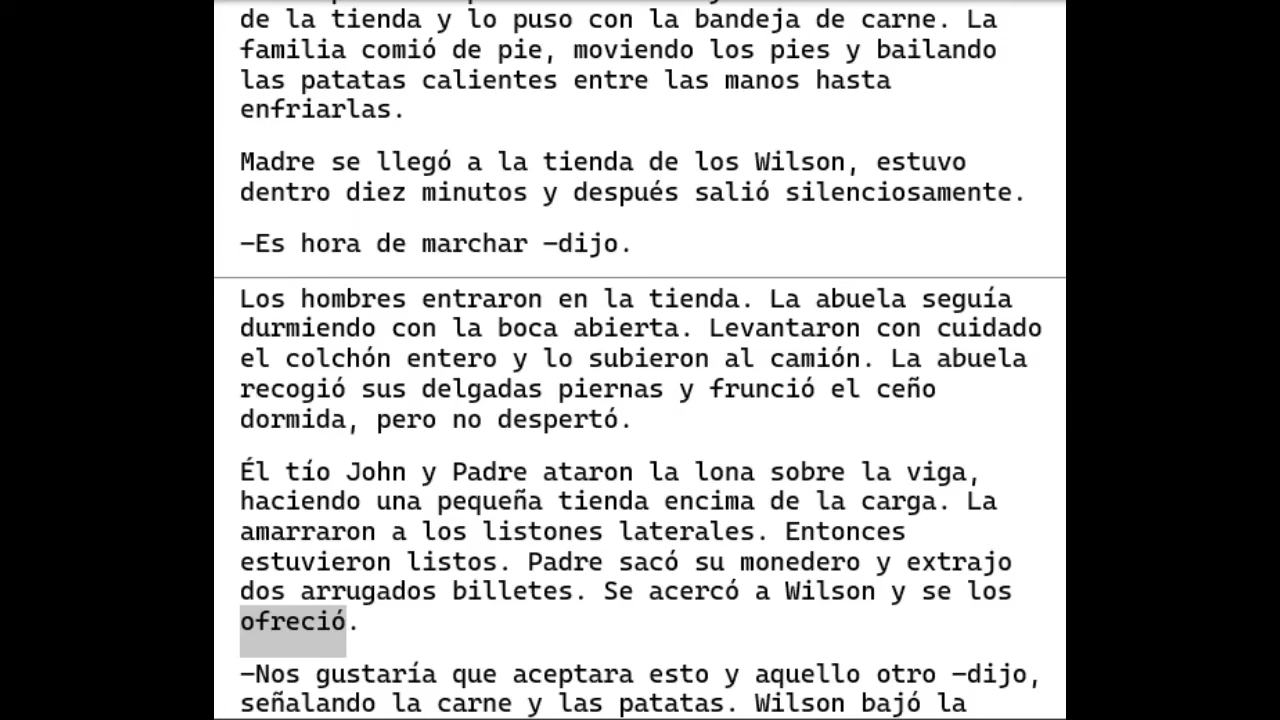 de la tienda y lo puso con la bandeja de carne. La
familia comió de pie, moviendo los pies y bailando
las patatas calientes entre las manos hasta
enfriarlas.
Madre se llegó a la tienda de los Wilson, estuvo
dentro diez minutos y después salió silenciosamente.
—Es hora de marchar —dijo.
Los hombres entraron en la tienda. La abuela seguía
durmiendo con la boca abierta. Levantaron con cuidado
el colchón entero y lo subieron al camión. La abuela
recogió sus delgadas piernas y frunció el ceño
dormida, pero no despertó.
Él tío John y Padre ataron la lona sobre la viga,
haciendo una pequeña tienda encima de la carga. La
amarraron a los listones laterales. Entonces
estuvieron listos. Padre sacó su monedero y extrajo
dos arrugados billetes. Se acercó a Wilson y se los
ofreció.
—Nos gustaría que aceptara esto y aquello otro —dijo,
señalando la carne y las patatas. Wilson bajó la